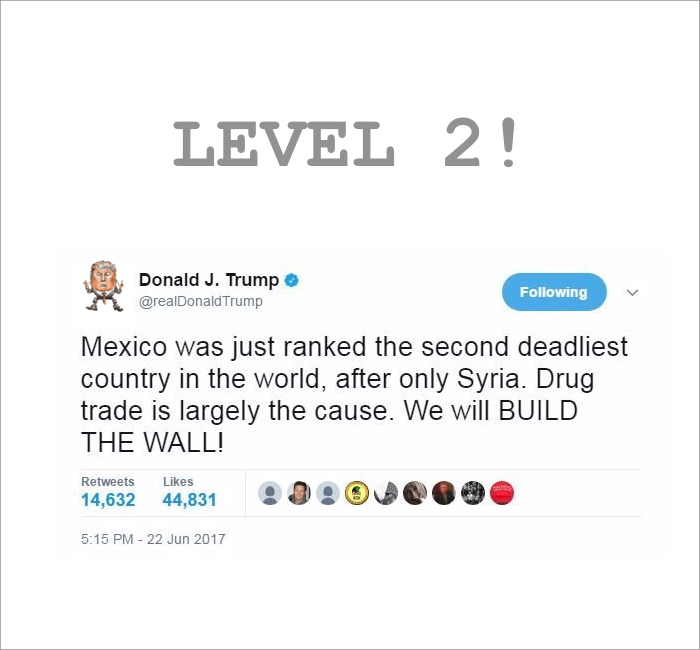 LEVEL 2!
Donald J. Trump
@realDonaldTrump
Following
Mexico was just ranked the second deadliest
country in the world, after only Syria. Drug
trade is largely the cause. We will BUILD
THE WALL!
Retweets Likes
14,632 44,831
5:15 PM - 22 Jun 2017